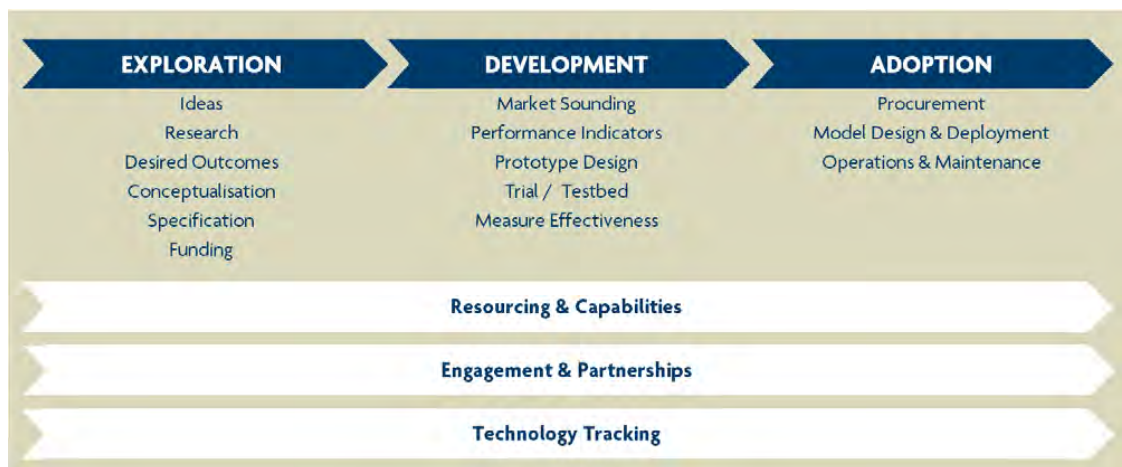 EXPLORATION
Ideas
Research
Desired Outcomes
Conceptualisation
Specification
Funding
DEVELOPMENT
Market Sounding
Performance Indicators
Prototype Design
Trial / Testbed
Measure Effectiveness
ADOPTION
Procurement
Model Design & Deployment
Operations & Maintenance
Resourcing & Capabilities
Engagement & Partnerships
Technology Tracking